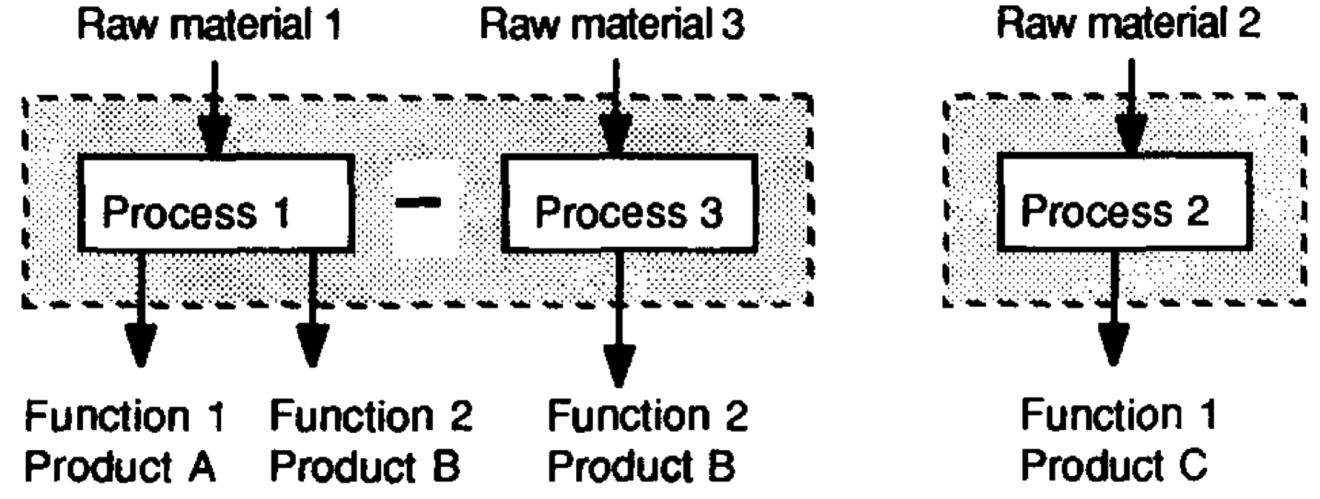 Raw material 1
Raw material 3
Raw material 2
Process 1
Process 3
Process 2
Function 1
Product A
Function 2
Product B
Function 2
Product B
Function 1
Product C